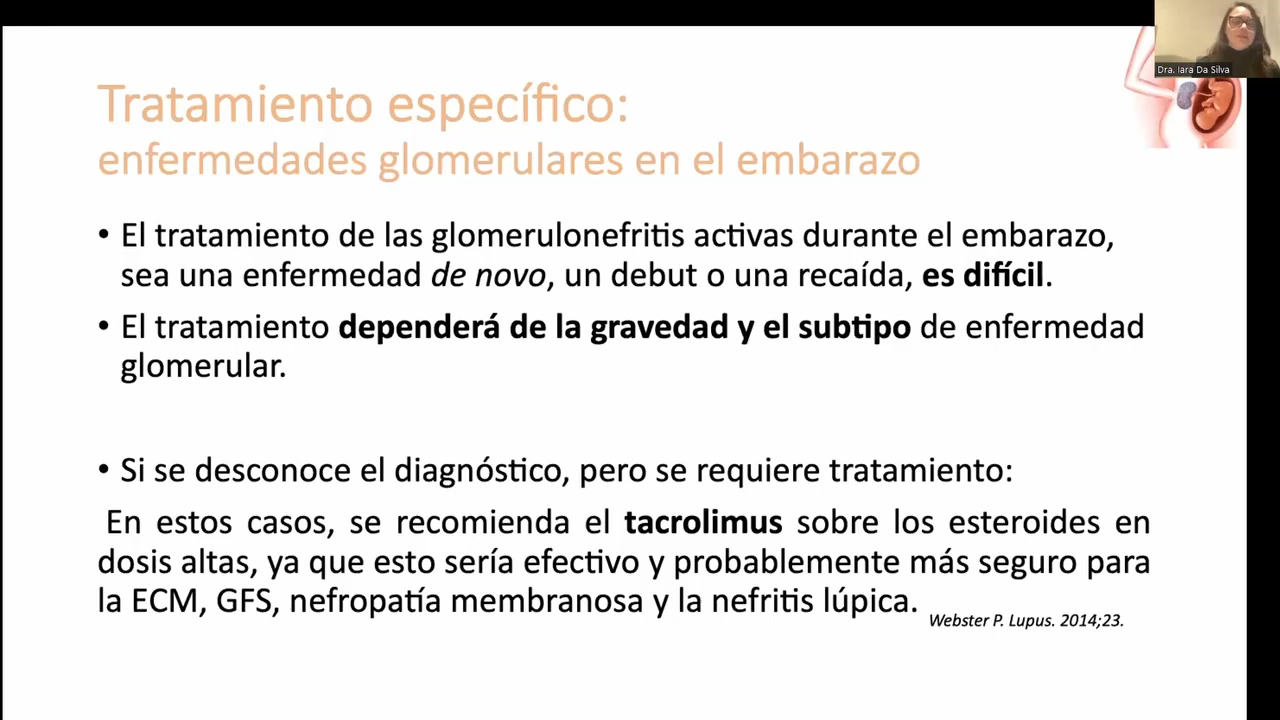 Dra. Iara Da Silva
Tratamiento específico:
enfermedades glomerulares en el embarazo
• El tratamiento de las glomerulonefritis activas durante el embarazo,
sea una enfermedad de novo, un debut o una recaída, es difícil.
• El tratamiento dependerá de la gravedad y el subtipo de enfermedad
glomerular.
• Si se desconoce el diagnóstico, pero se requiere tratamiento:
En estos casos, se recomienda el tacrolimus sobre los esteroides en
dosis altas, ya que esto sería efectivo y probablemente más seguro para
la ECM, GFS, nefropatía membranosa y la nefritis lúpica.
Webster P. Lupus. 2014;23.